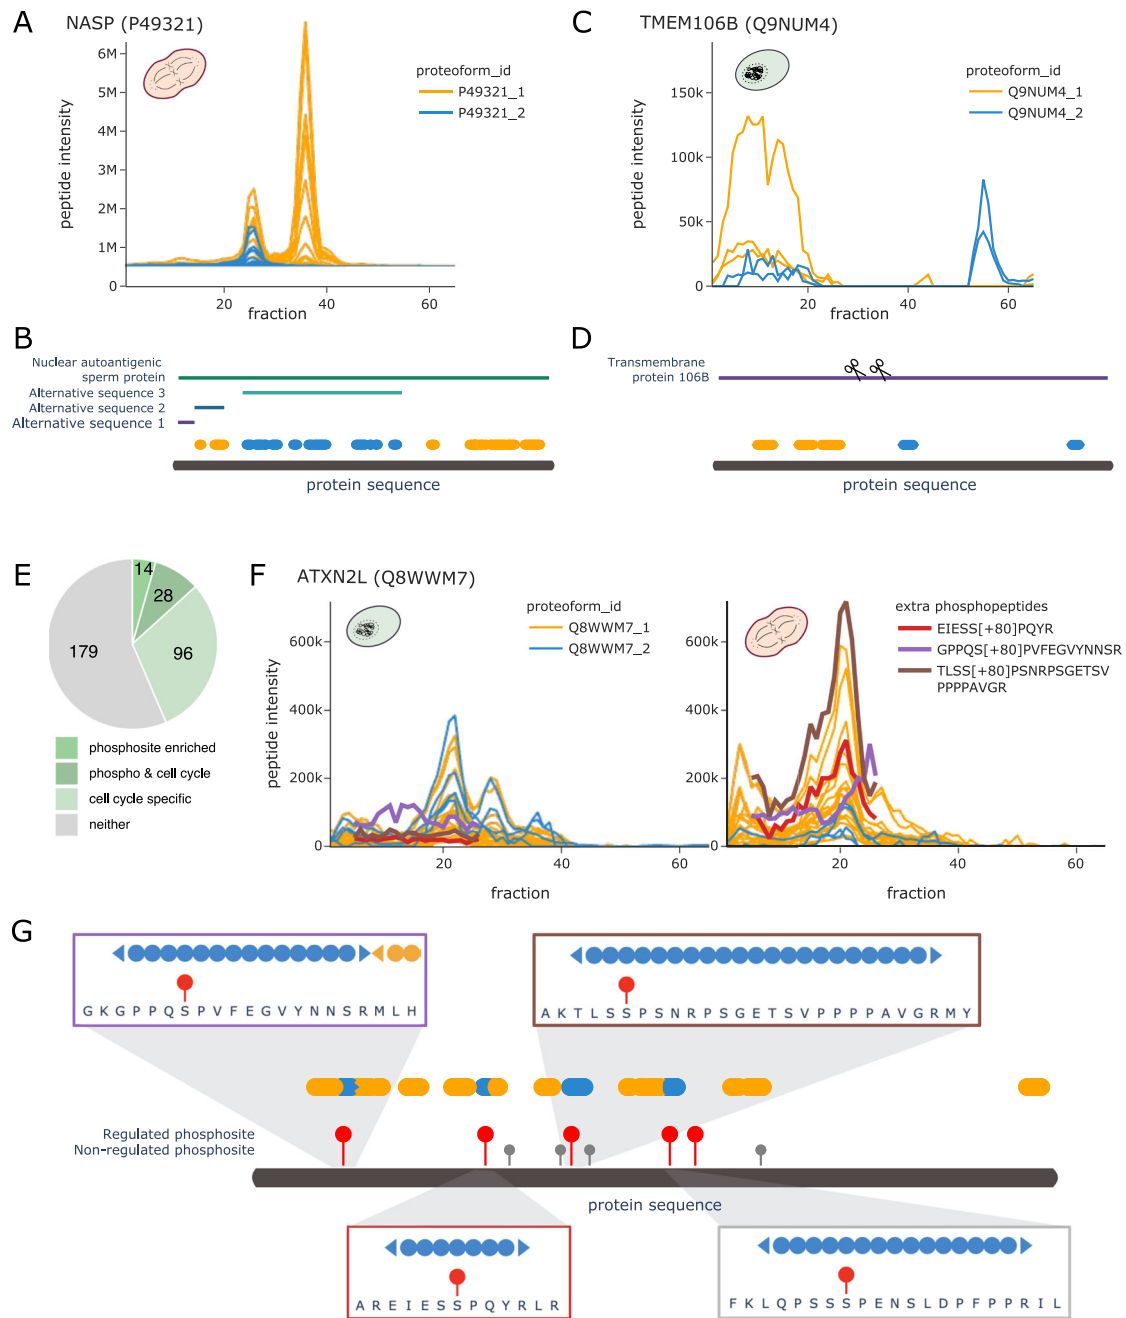 A
NASP (P49321)
6M
5M
4M
3M
2M
1M
0
peptide intensity
20
40
60
fraction
proteoform_id
P49321_1
P49321_2
C
TMEM106B (Q9NUM4)
150k
100k
50k
0
peptide intensity
20
40
60
fraction
proteoform_id
Q9NUM4_1
Q9NUM4_2
B
Nuclear autoantigenic
sperm protein
Alternative sequence 3
Alternative sequence 2
Alternative sequence 1
protein sequence
D
Transmembrane
protein 106B
protein sequence
E
14
28
96
179
phosphosite enriched
phospho & cell cycle
cell cycle specific
neither
F
ATXN2L (Q8WWM7)
600k
400k
200k
0
peptide intensity
20
40
60
fraction
proteoform_id
Q8WWM7_1
Q8WWM7_2
600k
400k
200k
0
20
40
60
fraction
extra phosphopeptides
EIESS[+80]PQYR
GPPQS[+80]PVFEGVYNNSR
TLSS[+80]PSNRPSGETSV
PPPPAVGR
G
G K G P P Q S P V F E G V Y N N S R M L H
A K T L S S P S N R P S G E T S V P P P P A V G R M Y
Regulated phosphosite
Non-regulated phosphosite
protein sequence
A R E I E S S P Q Y R L R
F K L Q P S S S P E N S L D P F P P R I L